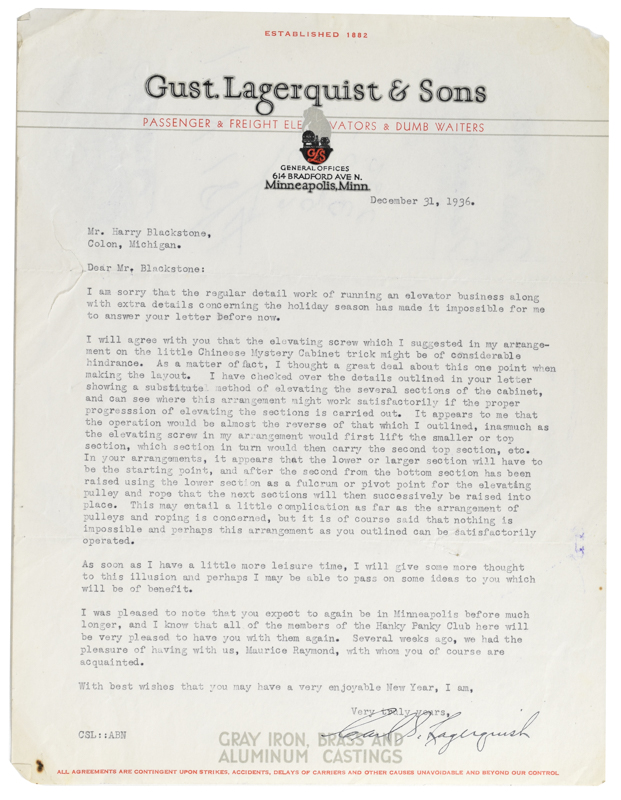 ESTABLISHED 1882
Gust. Lagerquist & Sons
PASSENGER & FREIGHT ELEVATORS & DUMB WAITERS
GLS
GENERAL OFFICES
614 BRADFORD AVE N.
Minneapolis, Minn.
December 31, 1936.
Mr. Harry Blackstone,
Colon, Michigan.
Dear Mr. Blackstone:
I am sorry that the regular detail work of running an elevator business along
with extra details concerning the holiday season has made it impossible for me
to answer your letter before now.
I will agree with you that the elevating screw which I suggested in my arrange-
ment on the little Chineese Mystery Cabinet trick might be of considerable
hindrance. As a matter of fact, I thought a great deal about this one point when
making the layout. I have checked over the details outlined in your letter
showing a substitute method of elevating the several sections of the cabinet,
and can see where this arrangement might work satisfactorily if the proper
progresssion of elevating the sections is carried out. It appears to me that
the operation would be almost the reverse of that which I outlined, inasmuch as
the elevating screw in my arrangement would first lift the smaller or top
section, which section in turn would then carry the second top section, etc.
In your arrangements, it appears that the lower or larger section will have to
be the starting point, and after the second from the bottom section has been
raised using the lower section as a fulcrum or pivot point for the elevating
pulley and rope that the next sections will then successively be raised into
place. This may entail a little complication as far as the arrangement of
pulleys and roping is concerned, but it is of course said that nothing is
impossible and perhaps this arrangement as you outlined can be satisfactorily
operated.
As soon as I have a little more leisure time, I will give some more thought
to this illusion and perhaps I may be able to pass on some ideas to you which
will be of benefit.
I was pleased to note that you expect to again be in Minneapolis before much
longer, and I know that all of the members of the Hanky Panky Club here will
be very pleased to have you with them again. Several weeks ago, we had the
pleasure of having with us, Maurice Raymond, with whom you of course are
acquainted.
With best wishes that you may have a very enjoyable New Year, I am,
Very truly yours,
Carl S. Lagerquist
CSL::ABN
GRAY IRON, BRASS AND
ALUMINUM CASTINGS
ALL AGREEMENTS ARE CONTINGENT UPON STRIKES, ACCIDENTS, DELAYS OF CARRIERS AND OTHER CAUSES UNAVOIDABLE AND BEYOND OUR CONTROL